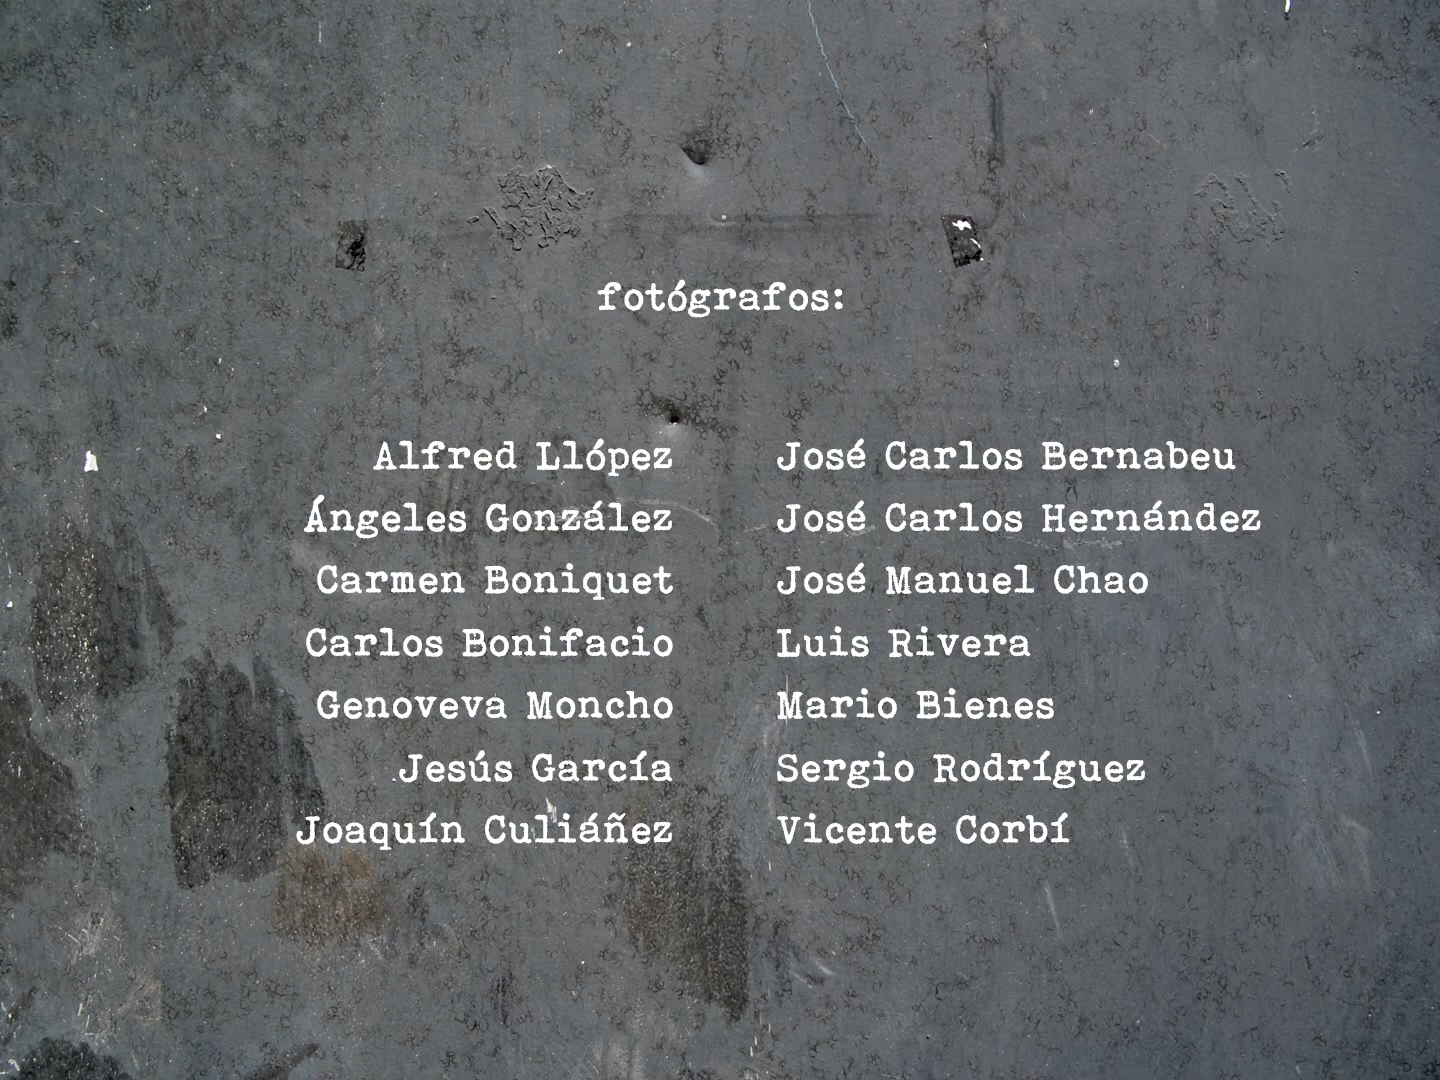 fotógrafos:
Alfred Llópez
Ángeles González
Carmen Boniquet
Carlos Bonifacio
Genoveva Moncho
Jesús García
Joaquín Culiáñez
José Carlos Bernabeu
José Carlos Hernández
José Manuel Chao
Luis Rivera
Mario Bienes
Sergio Rodríguez
Vicente Corbí